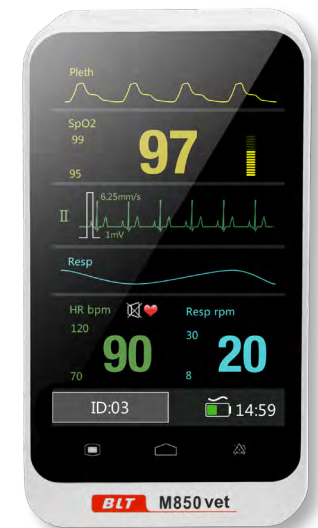 Pleth
SpO2
99
97
95
6.25mm/s
II
1mV
Resp
HR bpm
Resp rpm
120
90
70
30
20
8
ID:03
14:59
BLT M850 vet